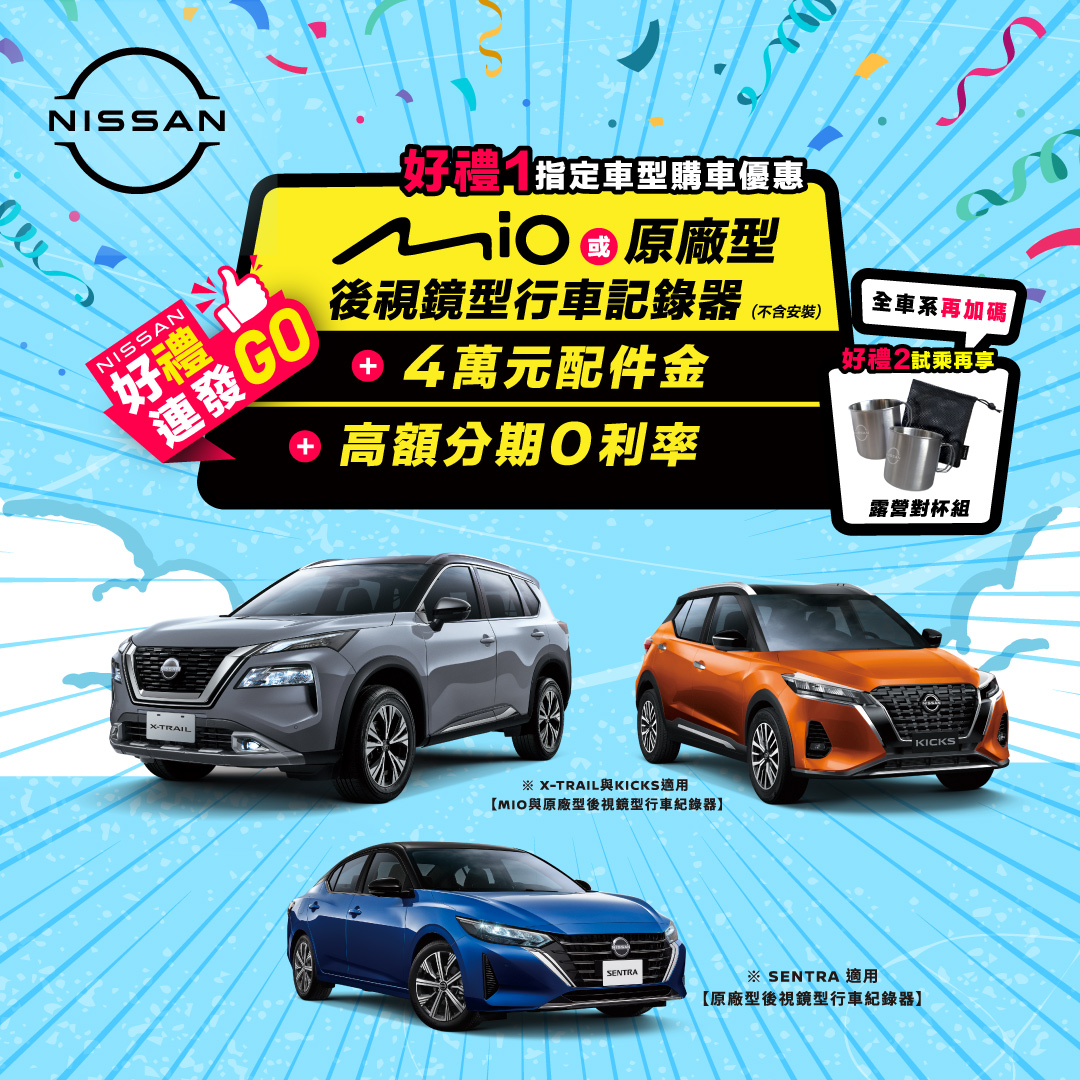 NISSAN
好禮1指定車型購車優惠
Mio或原廠型
後視鏡型行車記錄器(不含安裝)
+4萬元配件金
+高額分期0利率
NISSAN
好禮
連發GO
全車系再加碼
好禮2試乘再享
露營對杯組
X-TRAIL
NISSAN
KICKS
※ X-TRAIL與KICKS適用
【MIO與原廠型後視鏡型行車紀錄器】
NISSAN
SENTRA
※ SENTRA 適用
【原廠型後視鏡型行車紀錄器】